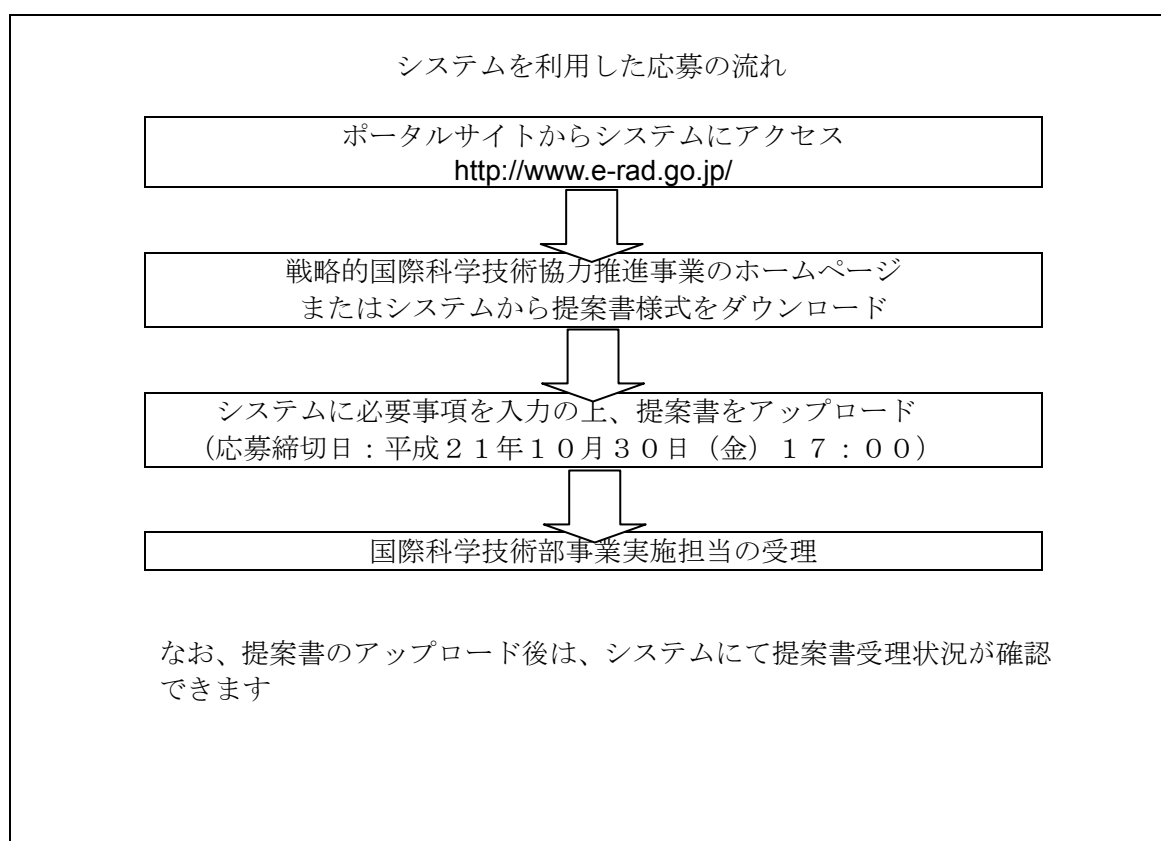 システムを利用した応募の流れ
ポータルサイトからシステムにアクセス
http://www.e-rad.go.jp/
戦略的国際科学技術協力推進事業のホームページ
またはシステムから提案書様式をダウンロード
システムに必要事項を入力の上、提案書をアップロード
（応募締切日：平成２１年１０月３０日（金）１７：００）
国際科学技術部事業実施担当の受理
なお、提案書のアップロード後は、システムにて提案書受理状況が確認
できます